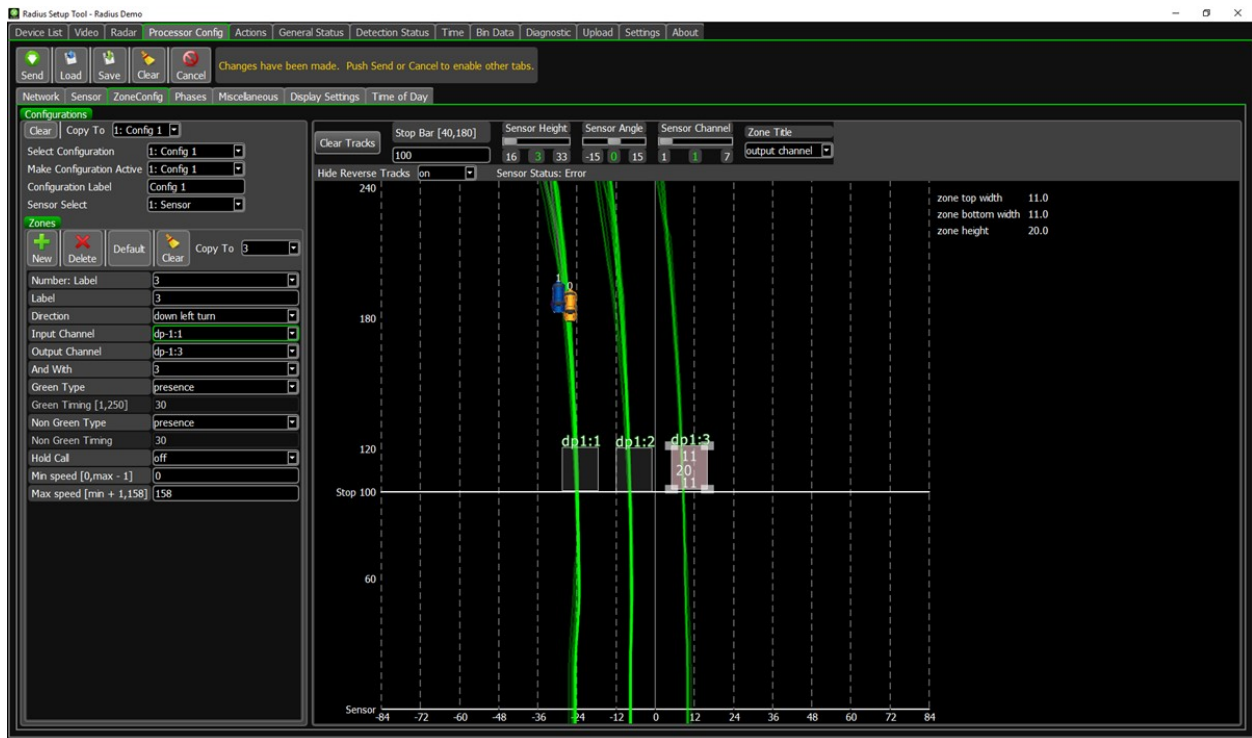 Radius Setup Tool - Radius Demo
Device List Video Radar Processor Config Actions General Status Detection Status Time Bin Data Diagnostic Upload Settings About
Send Load Save Clear Cancel Changes have been made. Push Send or Cancel to enable other tabs.
Network Sensor ZoneConfig Phases Miscellaneous Display Settings Time of Day
Configurations
Clear Copy To 1: Config 1
Select Configuration 1: Config 1
Make Configuration Active 1: Config 1
Configuration Label Config 1
Sensor Select 1: Sensor
Zones
New Delete Default Clear Copy To 3
Number: Label 3
Label 3
Direction down left turn
Input Channel dp-1:1
Output Channel dp-1:3
And With 3
Green Type presence
Green Timing [1,250] 30
Non Green Type presence
Non Green Timing 30
Hold Call off
Min speed [0,max - 1] 0
Max speed [min + 1,158] 158
Clear Tracks
Stop Bar [40,180]
100
Sensor Height
16 3 33
Sensor Angle
-15 0 15
Sensor Channel
1 1 7
Zone Title
output channel
Hide Reverse Tracks on Sensor Status: Error
240
zone top width 11.0
zone bottom width 11.0
zone height 20.0
1 0
180
dp1:1 dp1:2 dp1:3
120
11
20
11
Stop 100
60
Sensor
-84 -72 -60 -48 -36 -24 -12 0 12 24 36 48 60 72 84